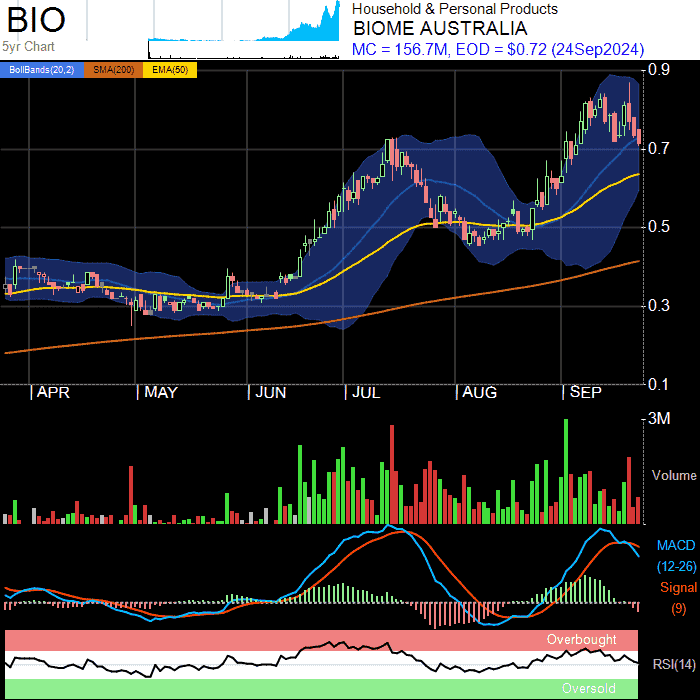 BIO
5yr Chart
Household & Personal Products
BIOME AUSTRALIA
MC = 156.7M, EOD = $0.72 (24Sep2024)
BollBands(20,2) SMA(200) EMA(50)
0.9
0.7
0.5
0.3
0.1
APR MAY JUN JUL AUG SEP
3M
Volume
MACD
(12-26)
Signal
(9)
Overbought
RSI(14)
Oversold